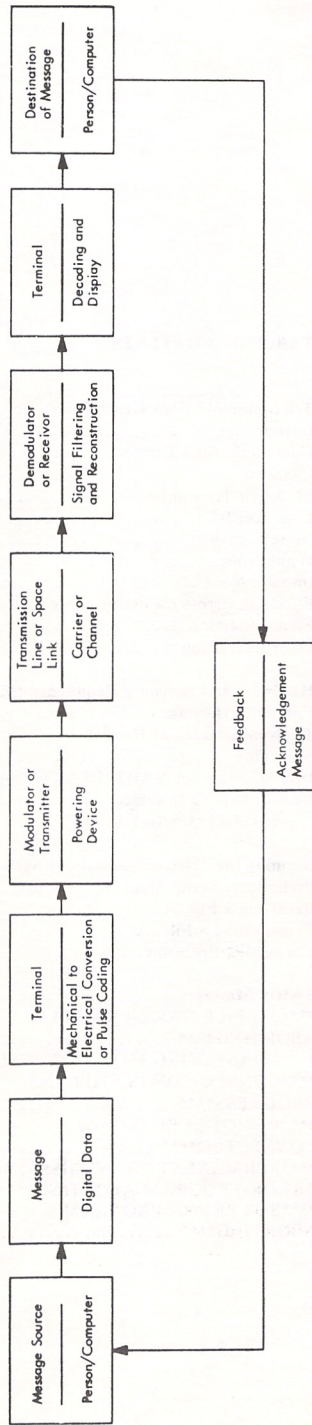 Message Source
Person/Computer
Message
Digital Data
Terminal
Mechanical to
Electrical Conversion
or Pulse Coding
Modulator or
Transmitter
Powering
Device
Transmission
Line or Space
Link
Carrier or
Channel
Demodulator
or Receivor
Signal Filtering
and Reconstruction
Terminal
Decoding and
Display
Destination
of Message
Person/Computer
Feedback
Acknowledgement
Message